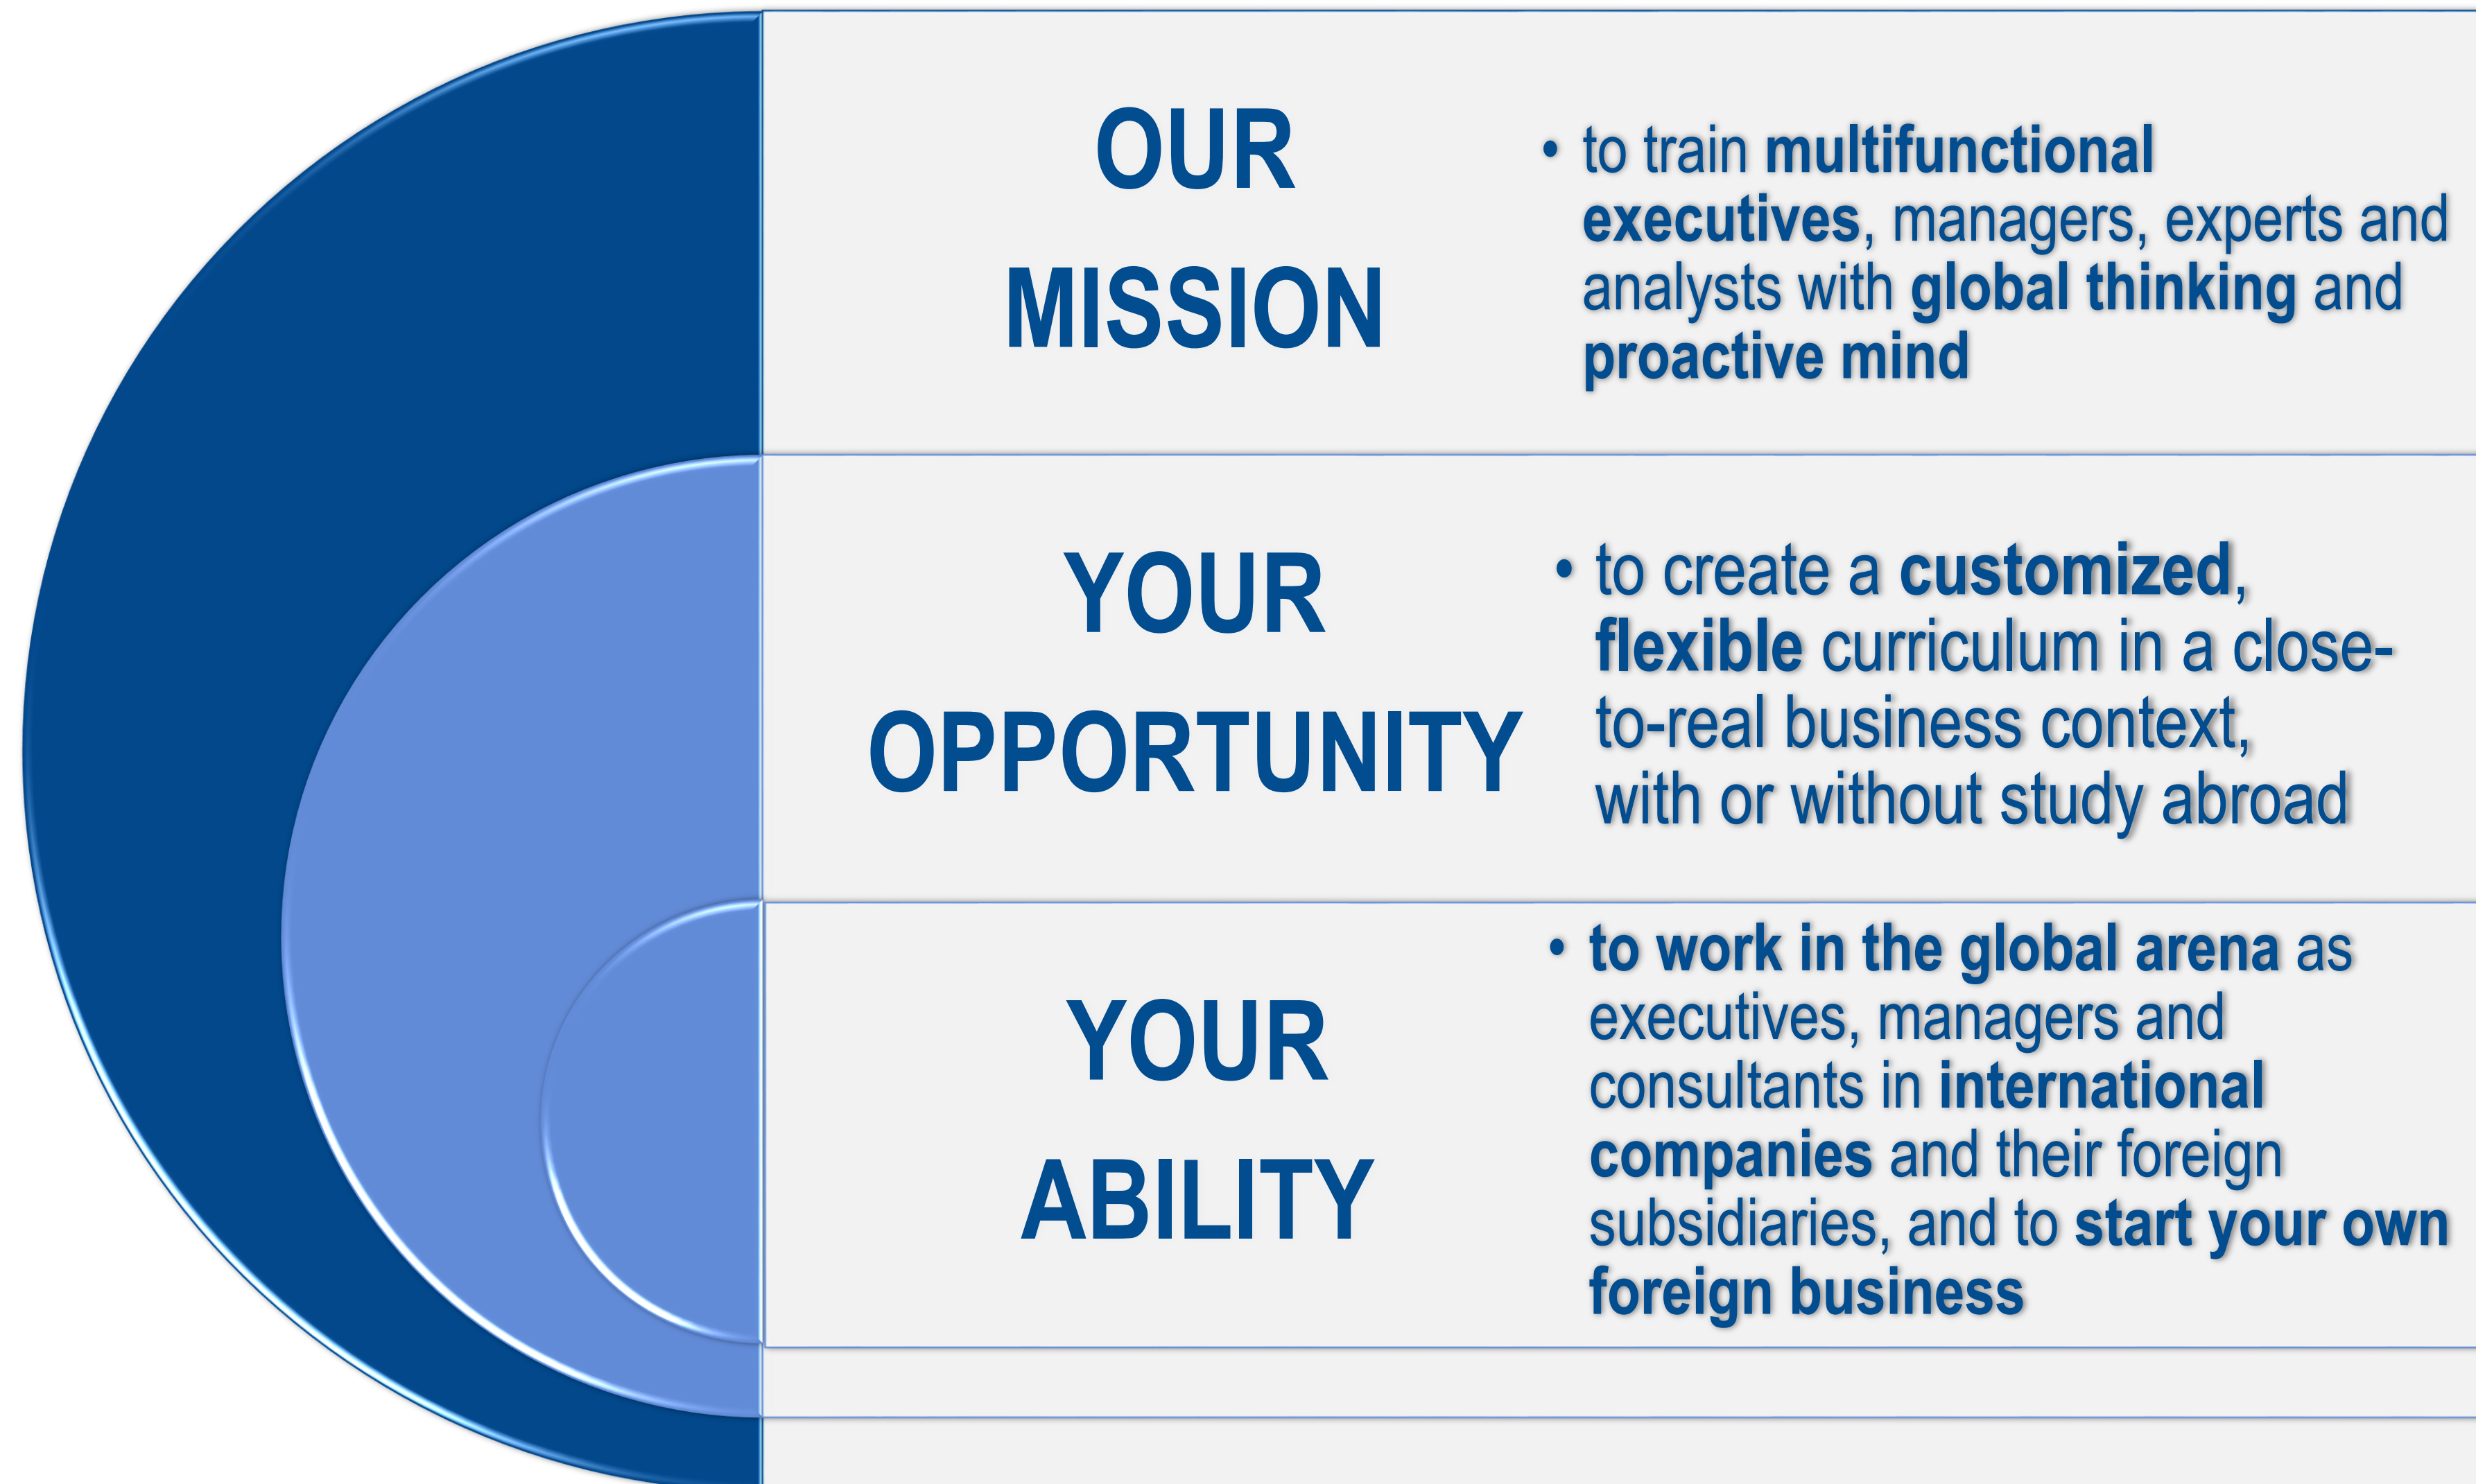 OUR
MISSION
• to train multifunctional
executives, managers, experts and
analysts with global thinking and
proactive mind
YOUR
OPPORTUNITY
• to create a customized,
flexible curriculum in a close-
to-real business context,
with or without study abroad
YOUR
ABILITY
• to work in the global arena as
executives, managers and
consultants in international
companies and their foreign
subsidiaries, and to start your own
foreign business